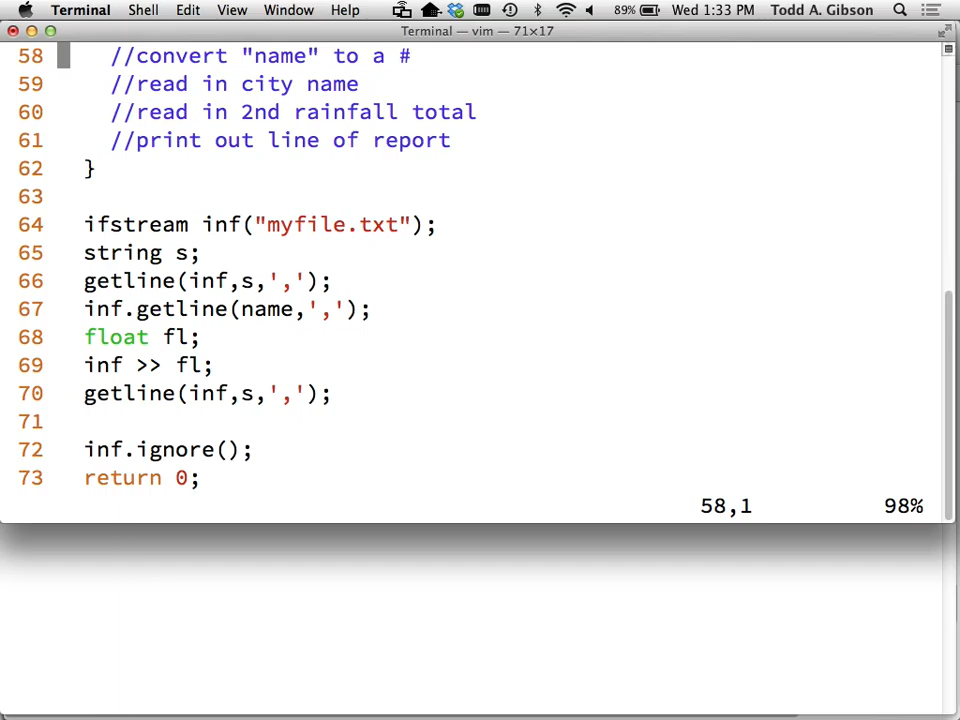 Terminal Shell Edit View Window Help 89% Wed 1:33 PM Todd A. Gibson
Terminal — vim — 71×17
58 //convert "name" to a #
59 //read in city name
60 //read in 2nd rainfall total
61 //print out line of report
62 }
63
64 ifstream inf("myfile.txt");
65 string s;
66 getline(inf,s,',');
67 inf.getline(name,',');
68 float fl;
69 inf >> fl;
70 getline(inf,s,',');
71
72 inf.ignore();
73 return 0;
58,1 98%